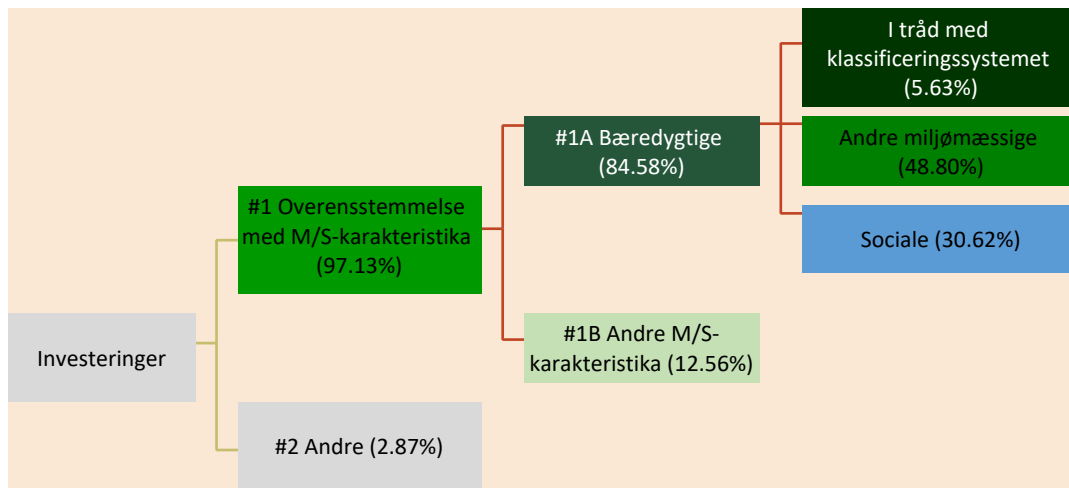 Investeringer
#1 Overensstemmelse
med M/S-karakteristika
(97.13%)
#2 Andre (2.87%)
#1A Bæredygtige
(84.58%)
#1B Andre M/S-
karakteristika (12.56%)
I tråd med
klassificeringssystemet
(5.63%)
Andre miljømæssige
(48.80%)
Sociale (30.62%)